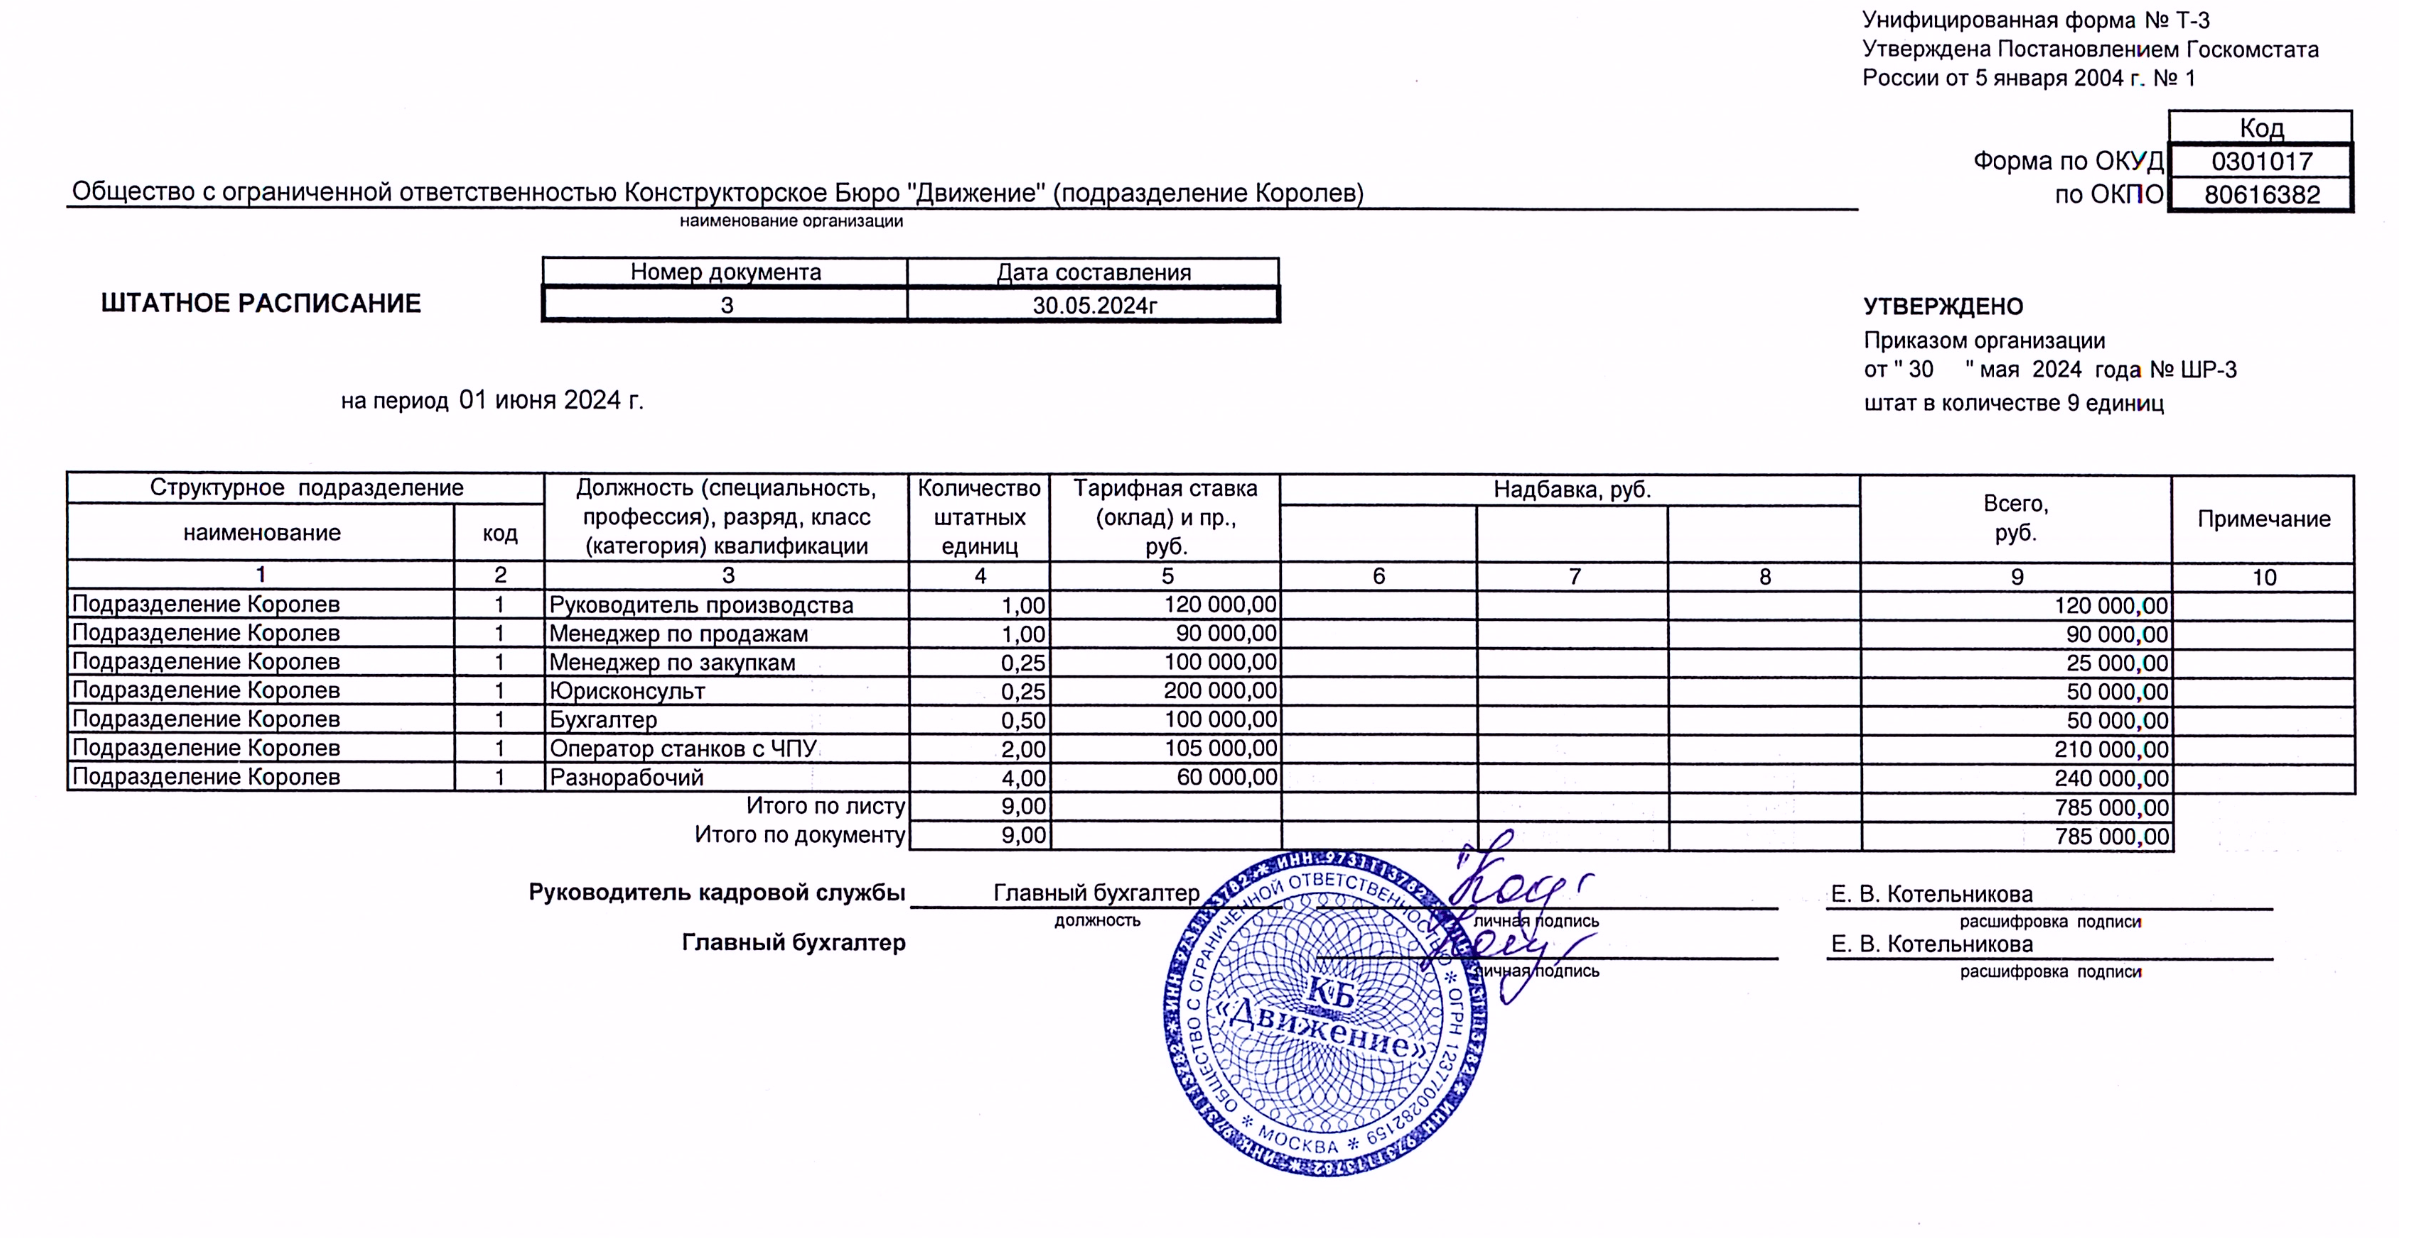 Унифицированная форма № Т-3
Утверждена Постановлением Госкомстата
России от 5 января 2004 г. № 1
Код
Форма по ОКУД 0301017
Общество с ограниченной ответственностью Конструкторское Бюро "Движение" (подразделение Королев) по ОКПО 80616382
наименование организации
Номер документа Дата составления
ШТАТНОЕ РАСПИСАНИЕ 3 30.05.2024г УТВЕРЖДЕНО
Приказом организации
от " 30 " мая 2024 года № ШР-3
на период 01 июня 2024 г. штат в количестве 9 единиц
Структурное подразделение Должность (специальность, профессия), разряд, класс (категория) квалификации Количество штатных единиц Тарифная ставка (оклад) и пр., руб. Надбавка, руб. Всего, руб. Примечание
наименование код
1 2 3 4 5 6 7 8 9 10
Подразделение Королев 1 Руководитель производства 1,00 120 000,00 120 000,00
Подразделение Королев 1 Менеджер по продажам 1,00 90 000,00 90 000,00
Подразделение Королев 1 Менеджер по закупкам 0,25 100 000,00 25 000,00
Подразделение Королев 1 Юрисконсульт 0,25 200 000,00 50 000,00
Подразделение Королев 1 Бухгалтер 0,50 100 000,00 50 000,00
Подразделение Королев 1 Оператор станков с ЧПУ 2,00 105 000,00 210 000,00
Подразделение Королев 1 Разнорабочий 4,00 60 000,00 240 000,00
Итого по листу 9,00 785 000,00
Итого по документу 9,00 785 000,00
Руководитель кадровой службы Главный бухгалтер Е. В. Котельникова
должность личная подпись расшифровка подписи
Главный бухгалтер Е. В. Котельникова
личная подпись расшифровка подписи
ИНН 9731113782
ОБЩЕСТВО С ОГРАНИЧЕННОЙ ОТВЕТСТВЕННОСТЬЮ * ОГРН 1237700282159 * МОСКВА *
КБ
«Движение»